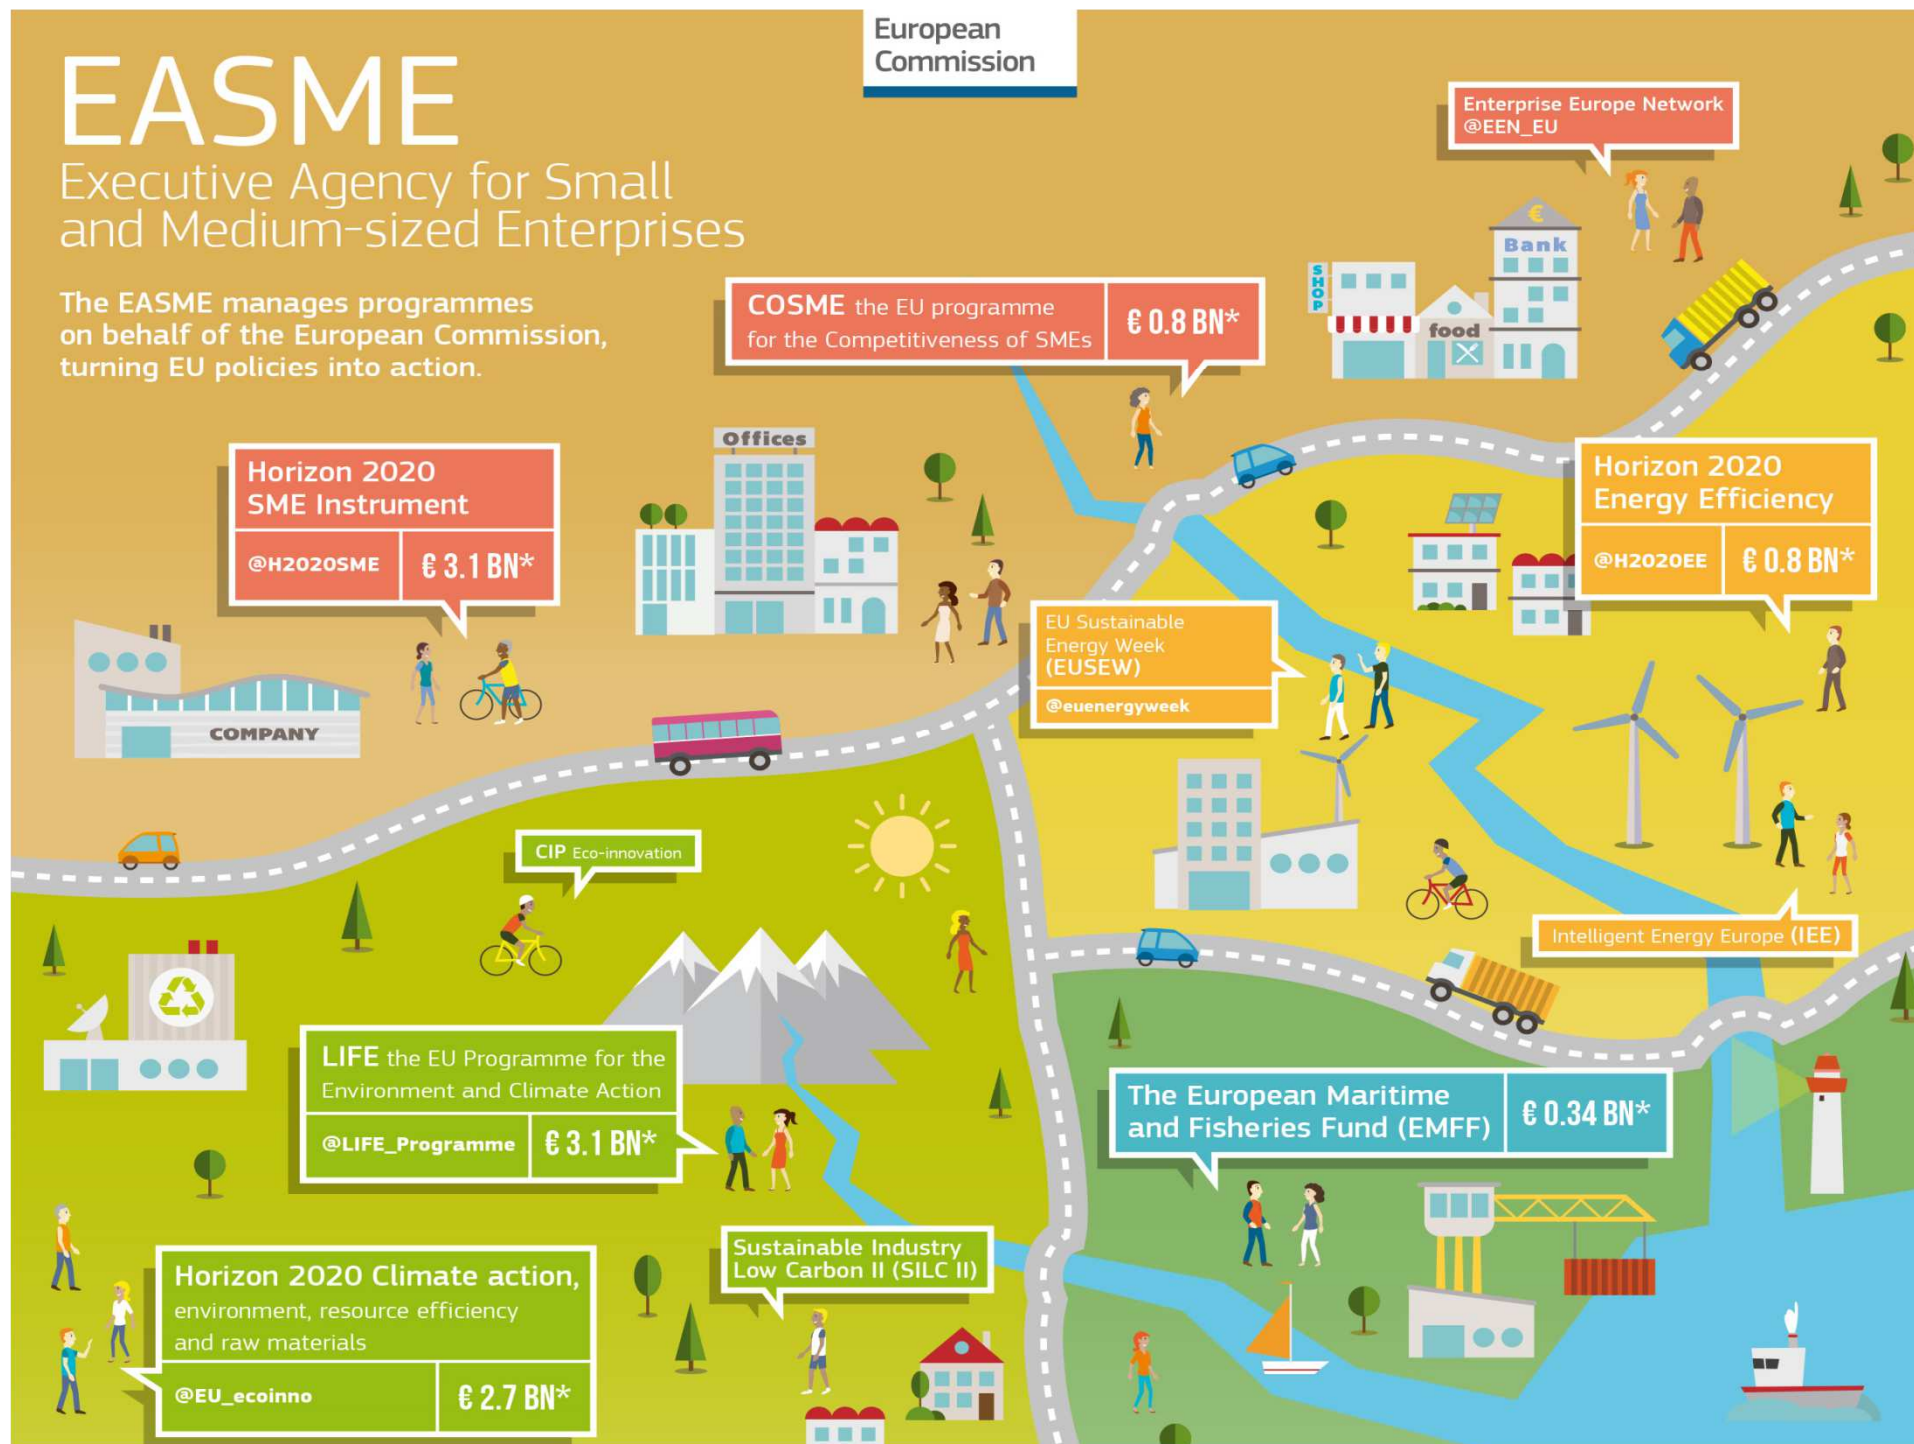 European
Commission
EASME
Executive Agency for Small
and Medium-sized Enterprises
The EASME manages programmes
on behalf of the European Commission,
turning EU policies into action.
Enterprise Europe Network
@EEN_EU
COSME the EU programme
for the Competitiveness of SMEs
€ 0.8 BN*
SHOP
food
Bank
€
Horizon 2020
SME Instrument
@H2020SME
€ 3.1 BN*
Offices
COMPANY
Horizon 2020
Energy Efficiency
@H2020EE
€ 0.8 BN*
EU Sustainable
Energy Week
(EUSEW)
@euenergyweek
CIP Eco-innovation
Intelligent Energy Europe (IEE)
LIFE the EU Programme for the
Environment and Climate Action
@LIFE_Programme
€ 3.1 BN*
The European Maritime
and Fisheries Fund (EMFF)
€ 0.34 BN*
Sustainable Industry
Low Carbon II (SILC II)
Horizon 2020 Climate action,
environment, resource efficiency
and raw materials
@EU_ecoinno
€ 2.7 BN*